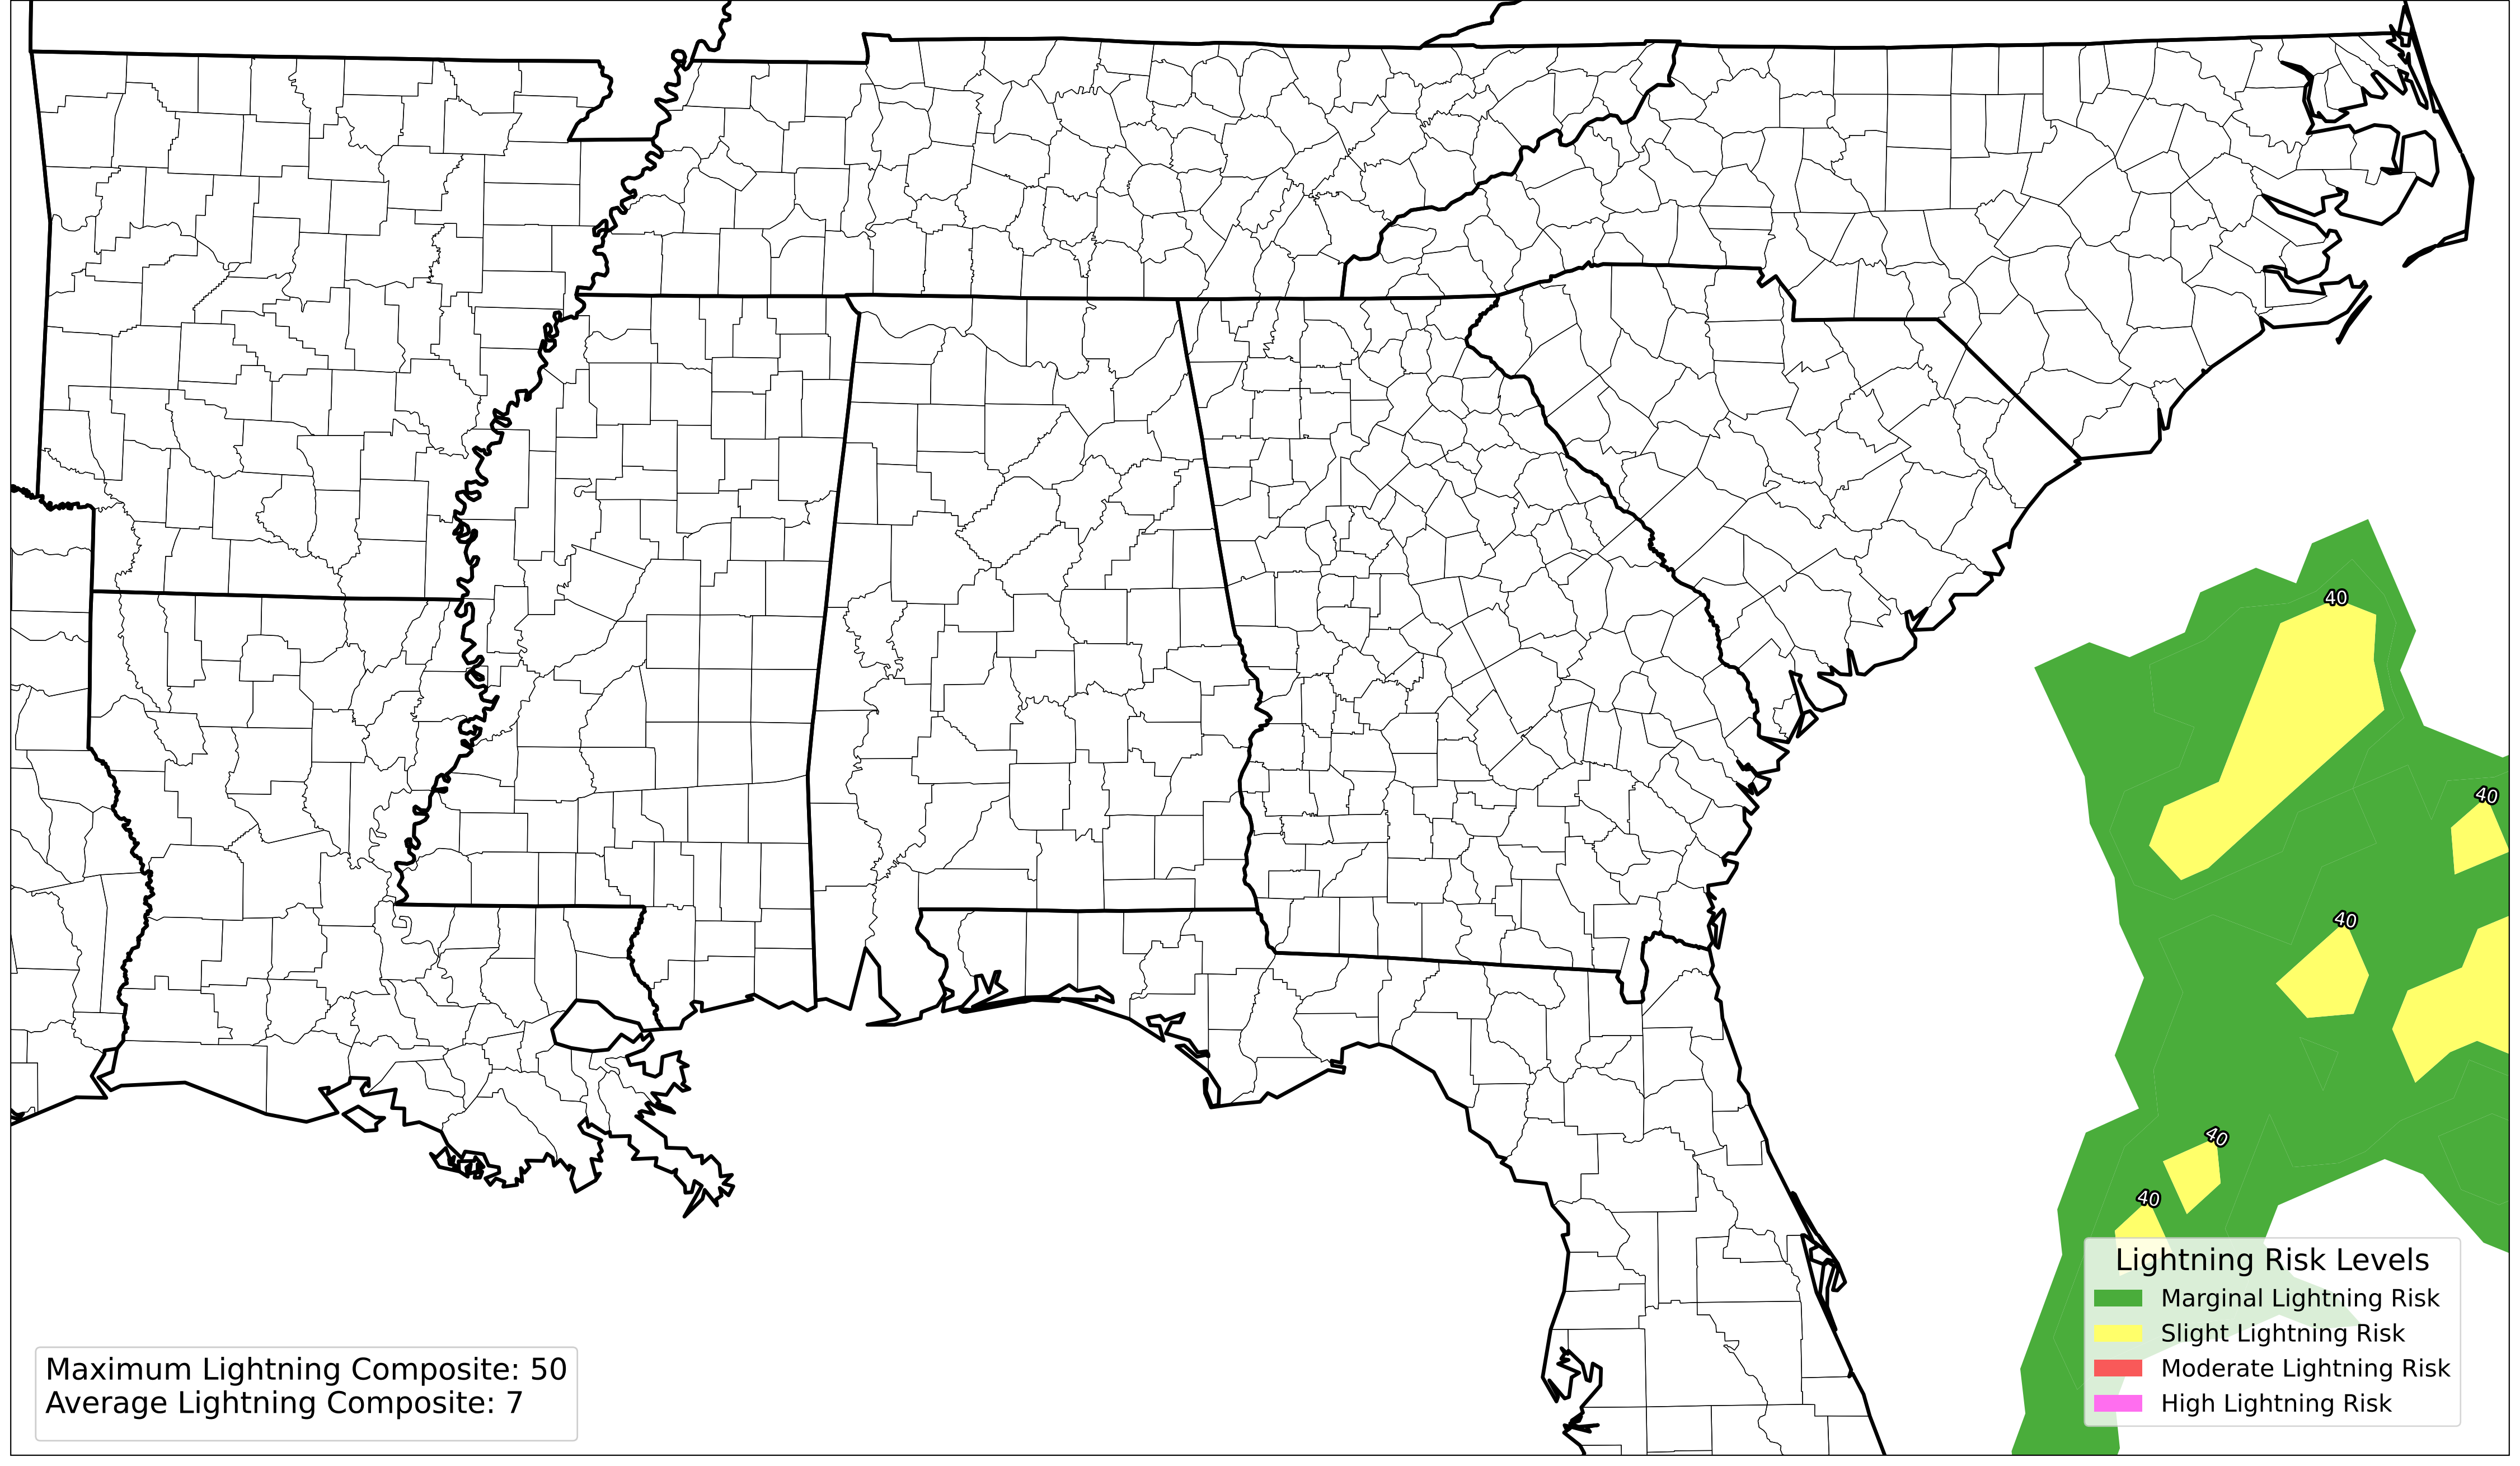 40
40
40
40
40
Lightning Risk Levels
Marginal Lightning Risk
Slight Lightning Risk
Moderate Lightning Risk
High Lightning Risk
Maximum Lightning Composite: 50
Average Lightning Composite: 7